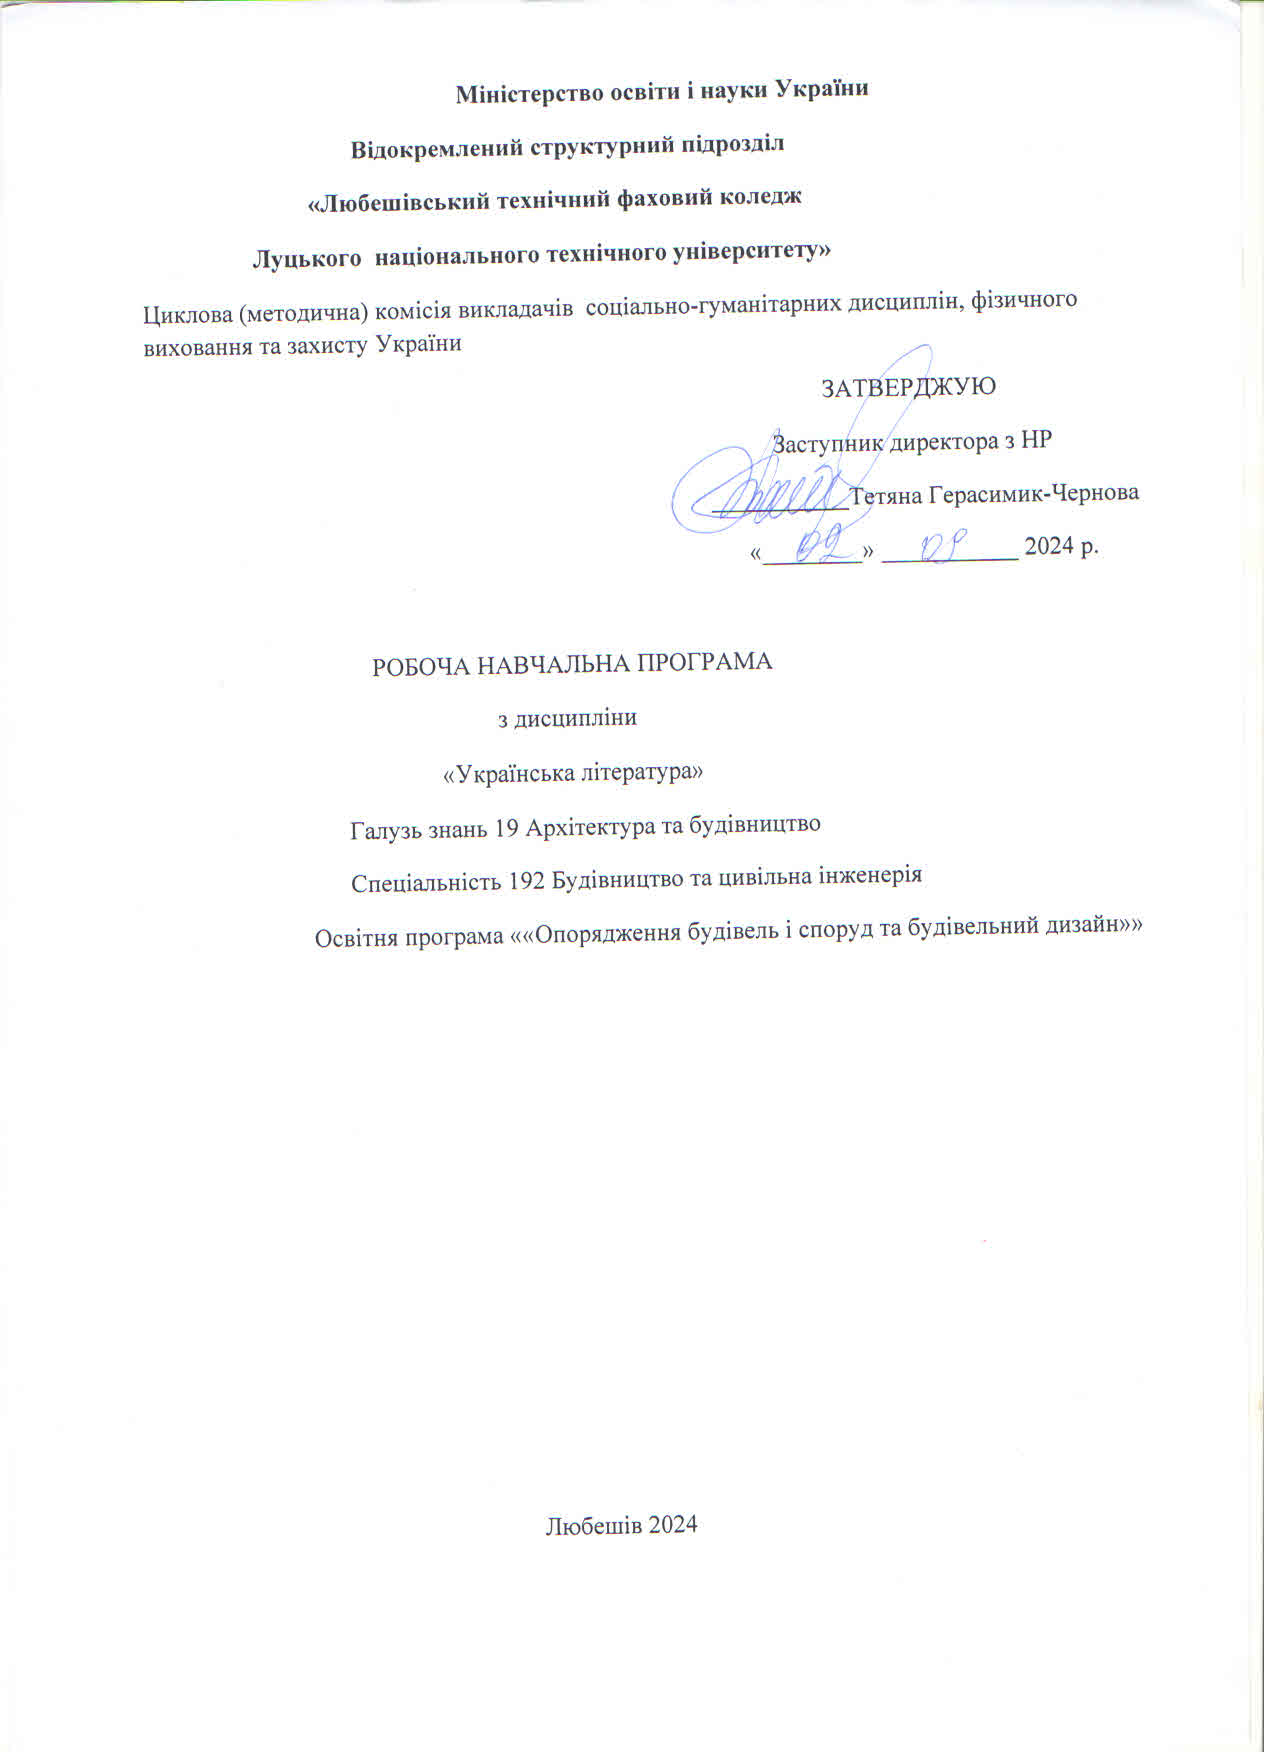 Міністерство освіти і науки України
Відокремлений структурний підрозділ
«Любешівський технічний фаховий коледж
Луцького національного технічного університету»
Циклова (методична) комісія викладачів соціально-гуманітарних дисциплін, фізичного
виховання та захисту України
ЗАТВЕРДЖУЮ
Заступник директора з НР
____________Тетяна Герасимик-Чернова
«___02___» ___09___ 2024 р.
РОБОЧА НАВЧАЛЬНА ПРОГРАМА
з дисципліни
«Українська література»
Галузь знань 19 Архітектура та будівництво
Спеціальність 192 Будівництво та цивільна інженерія
Освітня програма ««Опорядження будівель і споруд та будівельний дизайн»»
Любешів 2024